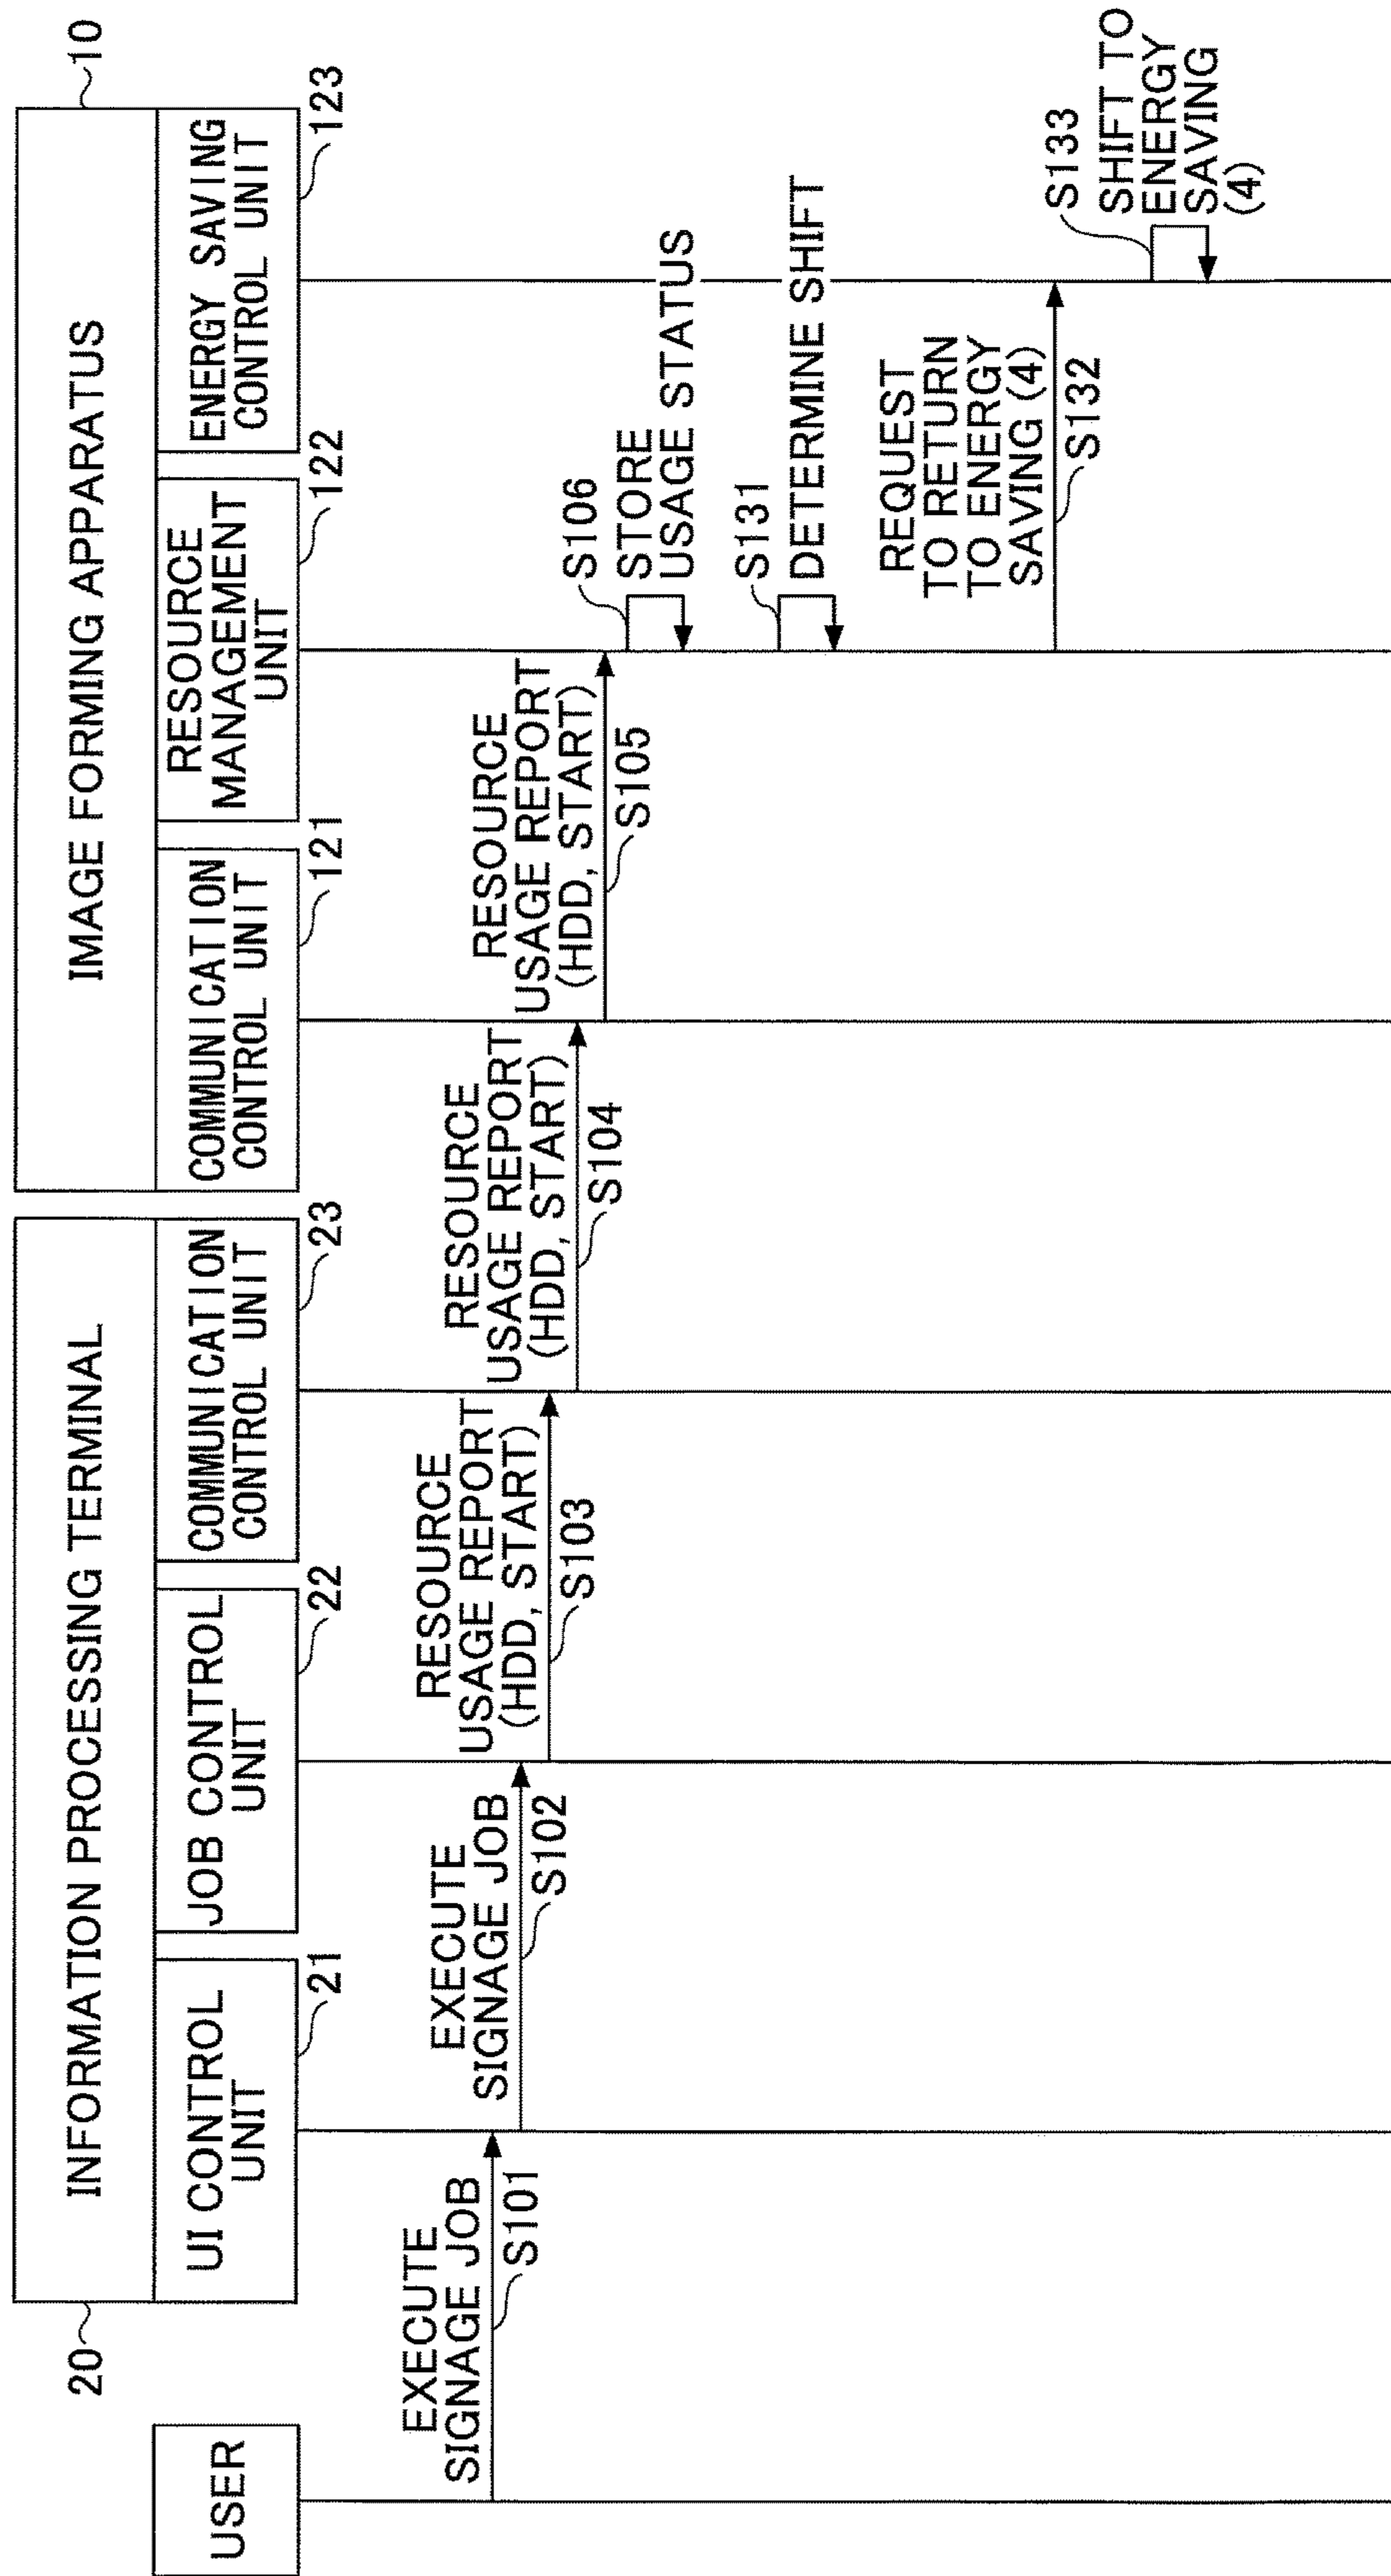 USER
20
INFORMATION PROCESSING TERMINAL
UI CONTROL
UNIT
21
JOB CONTROL
UNIT
22
COMMUNICATION
CONTROL UNIT
23
IMAGE FORMING APPARATUS
10
COMMUNICATION
CONTROL UNIT
121
RESOURCE
MANAGEMENT
UNIT
122
ENERGY SAVING
CONTROL UNIT
123
EXECUTE
SIGNAGE JOB
S101
EXECUTE
SIGNAGE JOB
S102
RESOURCE
USAGE REPORT
(HDD, START)
S103
RESOURCE
USAGE REPORT
(HDD, START)
S104
RESOURCE
USAGE REPORT
(HDD, START)
S105
S106
STORE
USAGE STATUS
S131
DETERMINE SHIFT
REQUEST
TO RETURN
TO ENERGY
SAVING (4)
S132
S133
SHIFT TO
ENERGY
SAVING
(4)